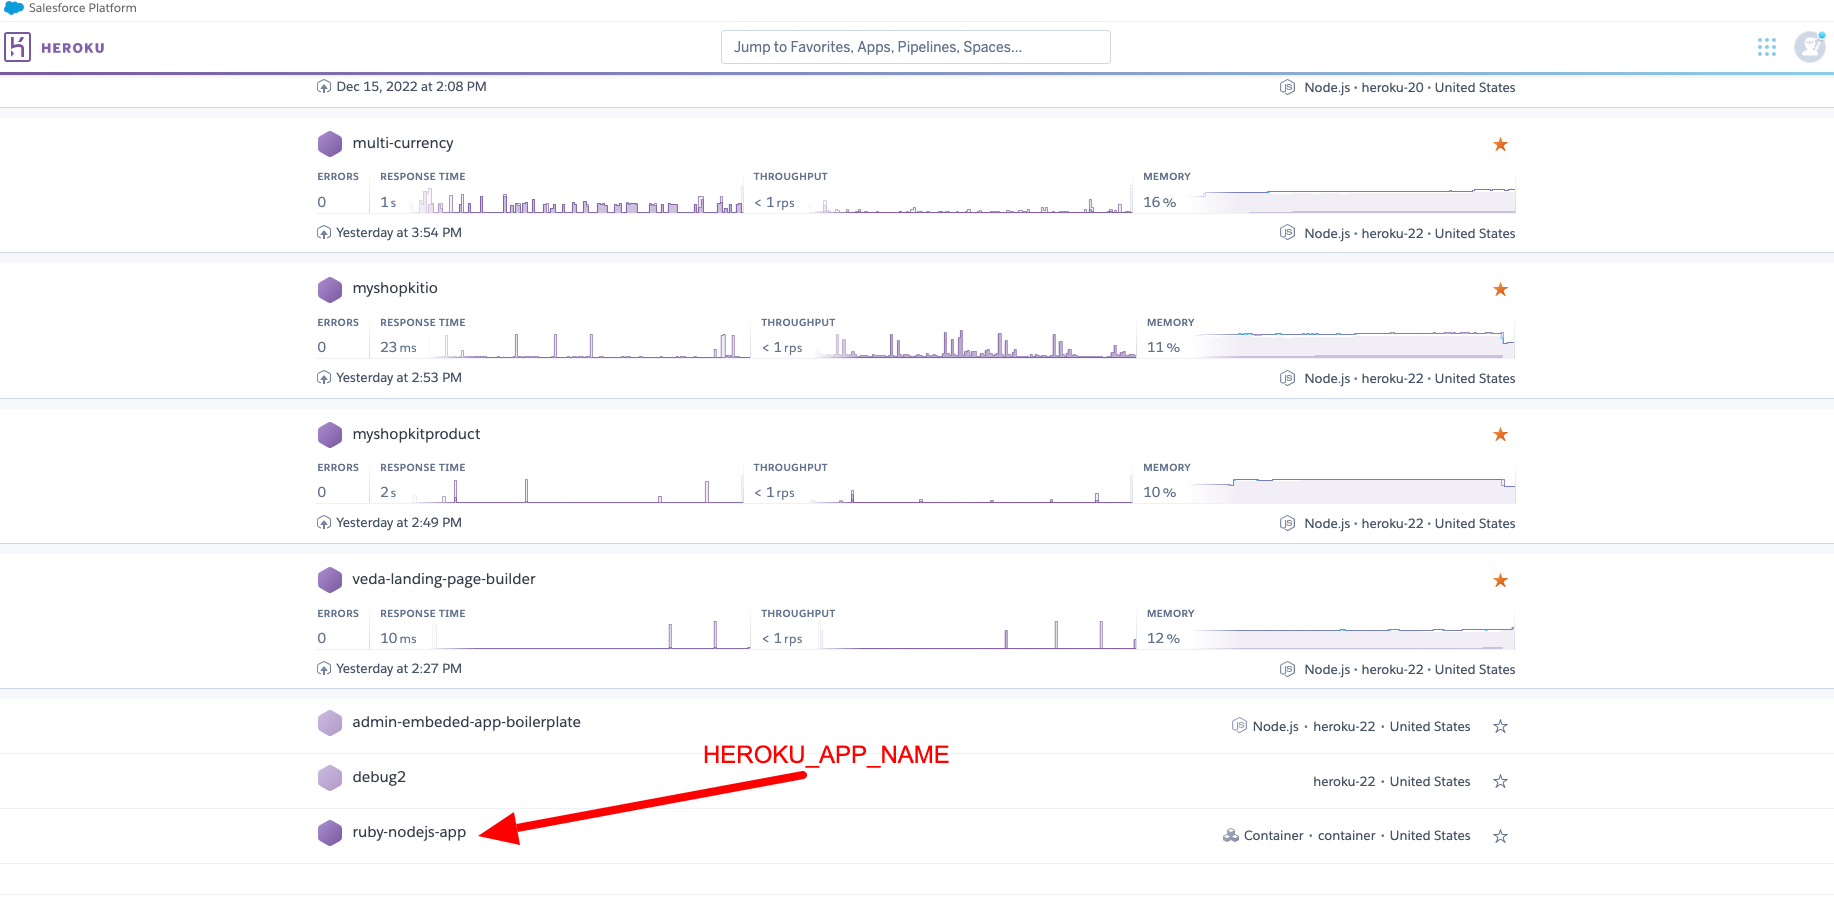 Salesforce Platform
HEROKU
Jump to Favorites, Apps, Pipelines, Spaces...
Dec 15, 2022 at 2:08 PM
Node.js • heroku-20 • United States
multi-currency
ERRORS RESPONSE TIME THROUGHPUT MEMORY
0 1 s < 1 rps 16 %
Yesterday at 3:54 PM
Node.js • heroku-22 • United States
myshopkitio
ERRORS RESPONSE TIME THROUGHPUT MEMORY
0 23 ms < 1 rps 11 %
Yesterday at 2:53 PM
Node.js • heroku-22 • United States
myshopkitproduct
ERRORS RESPONSE TIME THROUGHPUT MEMORY
0 2 s < 1 rps 10 %
Yesterday at 2:49 PM
Node.js • heroku-22 • United States
veda-landing-page-builder
ERRORS RESPONSE TIME THROUGHPUT MEMORY
0 10 ms < 1 rps 12 %
Yesterday at 2:27 PM
Node.js • heroku-22 • United States
admin-embeded-app-boilerplate
Node.js • heroku-22 • United States
HEROKU_APP_NAME
debug2
heroku-22 • United States
ruby-nodejs-app
Container • container • United States